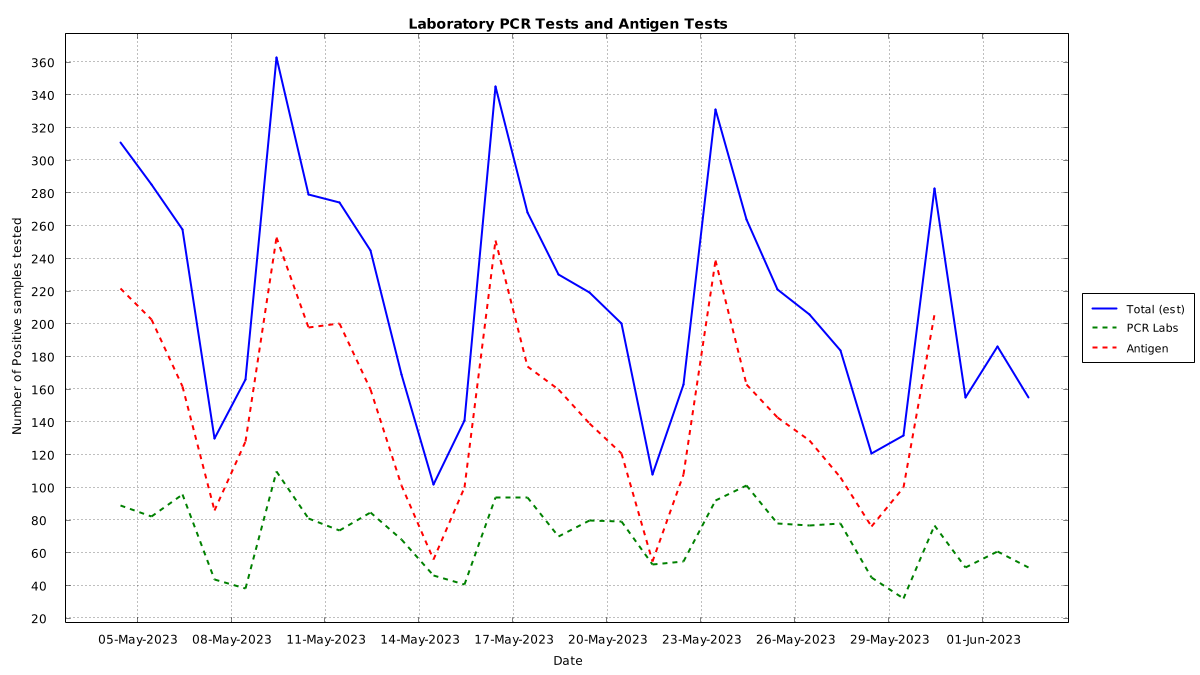 Laboratory PCR Tests and Antigen Tests
Number of Positive samples tested
360
340
320
300
280
260
240
220
200
180
160
140
120
100
80
60
40
20
05-May-2023 08-May-2023 11-May-2023 14-May-2023 17-May-2023 20-May-2023 23-May-2023 26-May-2023 29-May-2023 01-Jun-2023
Date
Total (est)
PCR Labs
Antigen